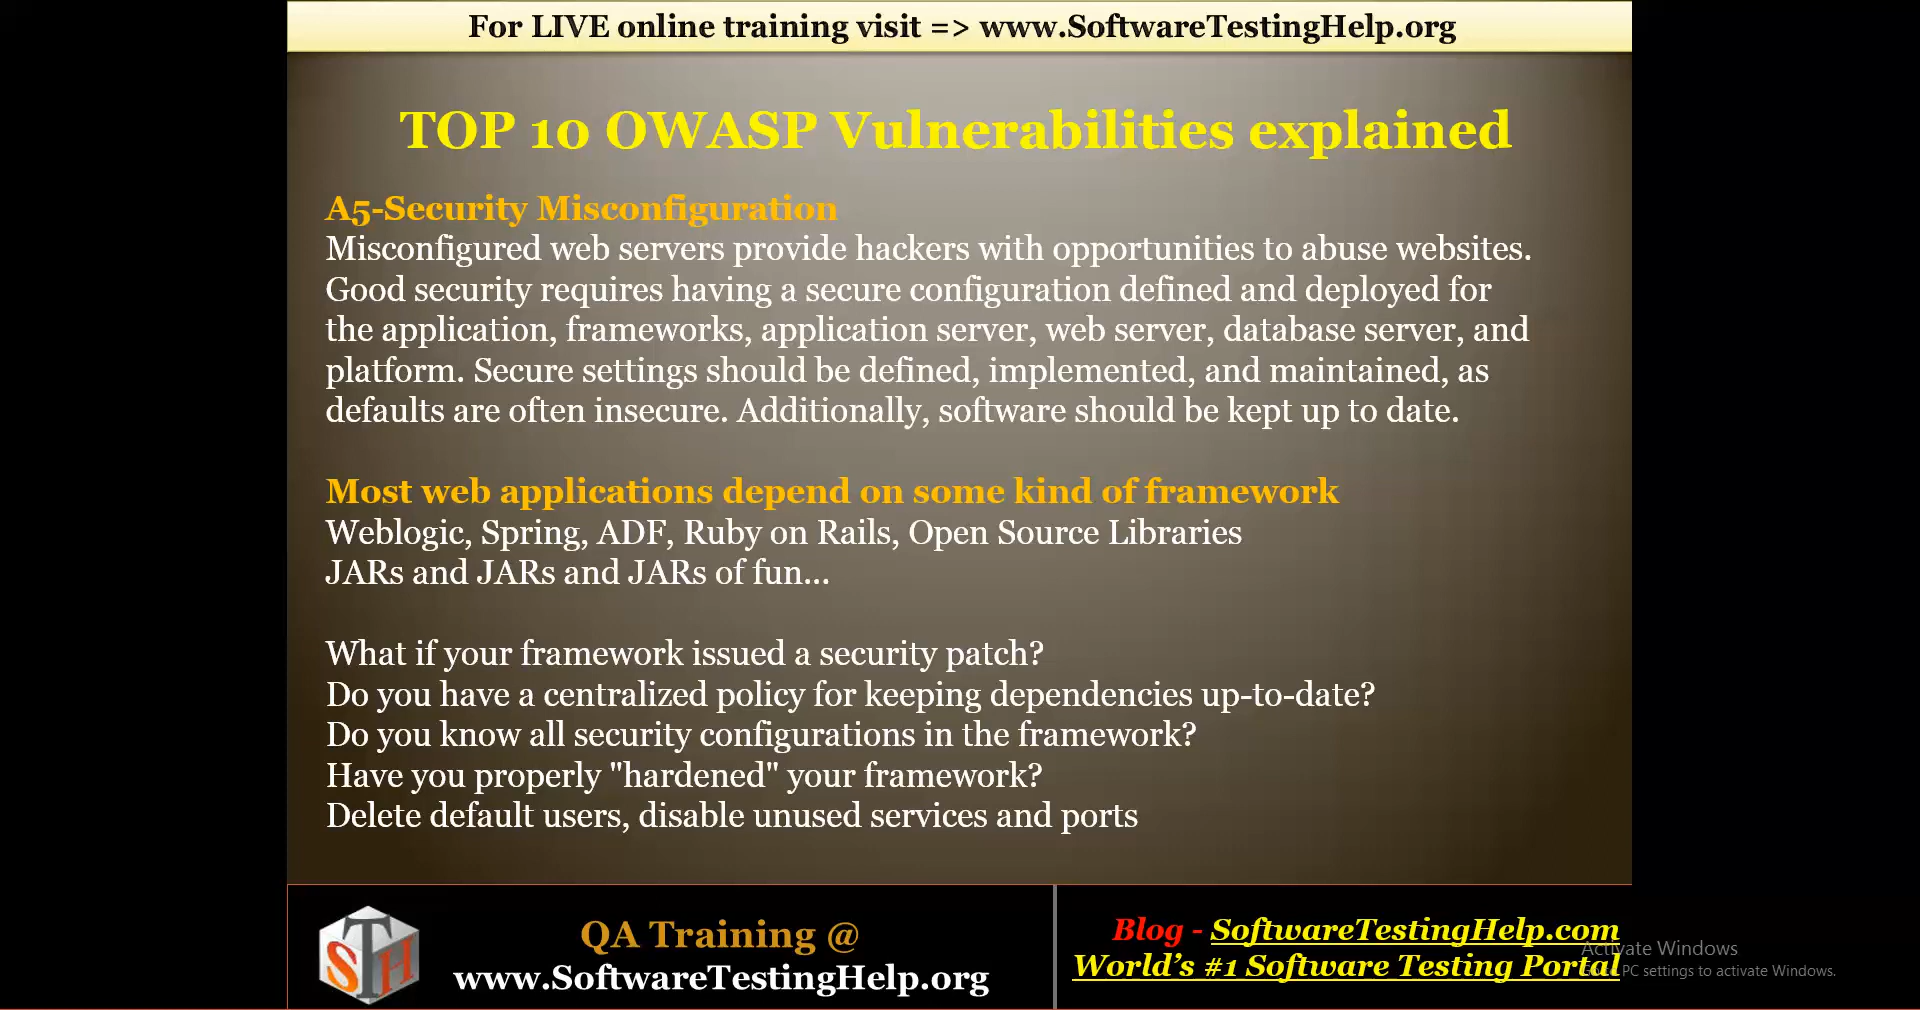 For LIVE online training visit => www.SoftwareTestingHelp.org
TOP 10 OWASP Vulnerabilities explained
A5-Security Misconfiguration
Misconfigured web servers provide hackers with opportunities to abuse websites.
Good security requires having a secure configuration defined and deployed for
the application, frameworks, application server, web server, database server, and
platform. Secure settings should be defined, implemented, and maintained, as
defaults are often insecure. Additionally, software should be kept up to date.
Most web applications depend on some kind of framework
Weblogic, Spring, ADF, Ruby on Rails, Open Source Libraries
JARs and JARs and JARs of fun...
What if your framework issued a security patch?
Do you have a centralized policy for keeping dependencies up-to-date?
Do you know all security configurations in the framework?
Have you properly "hardened" your framework?
Delete default users, disable unused services and ports
STH
QA Training @
www.SoftwareTestingHelp.org
Blog - SoftwareTestingHelp.com
World's #1 Software Testing Portal
Activate Windows
PC settings to activate Windows.